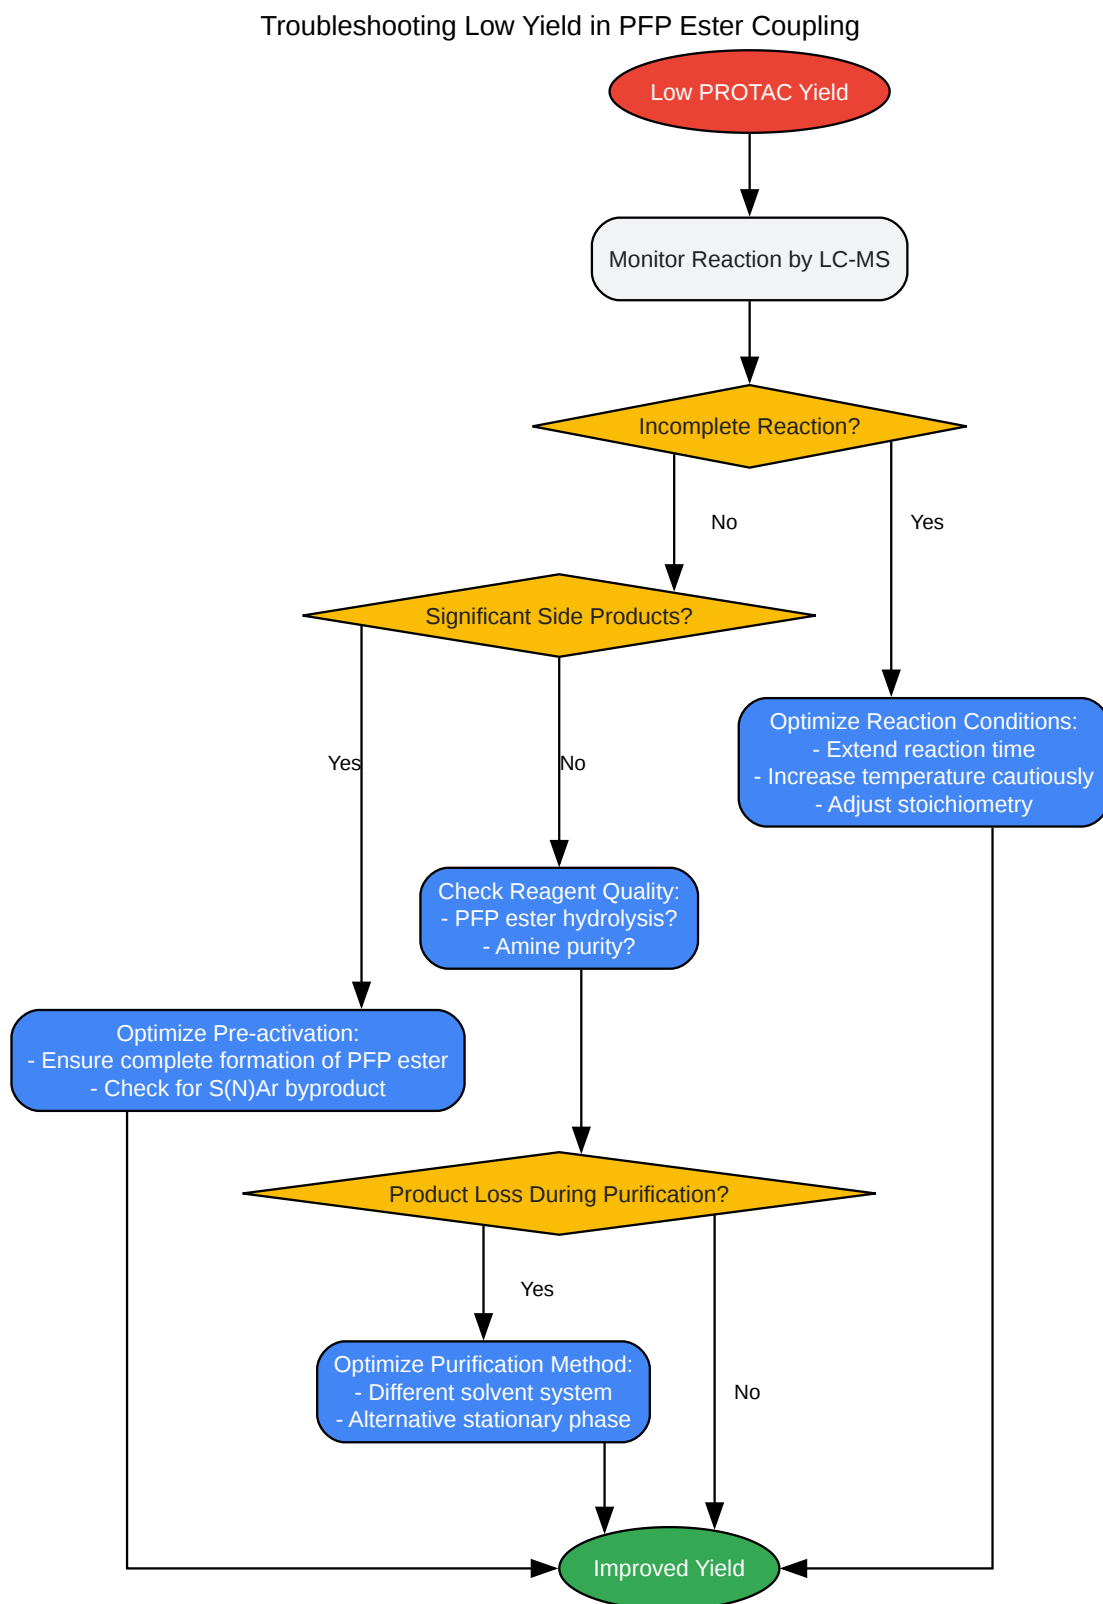 Troubleshooting Low Yield in PFP Ester Coupling
Low PROTAC Yield
Monitor Reaction by LC-MS
Incomplete Reaction?
No
Yes
Significant Side Products?
Optimize Reaction Conditions:
- Extend reaction time
- Increase temperature cautiously
- Adjust stoichiometry
Yes
No
Check Reagent Quality:
- PFP ester hydrolysis?
- Amine purity?
Optimize Pre-activation:
- Ensure complete formation of PFP ester
- Check for S(N)Ar byproduct
Product Loss During Purification?
Yes
Optimize Purification Method:
- Different solvent system
- Alternative stationary phase
No
Improved Yield